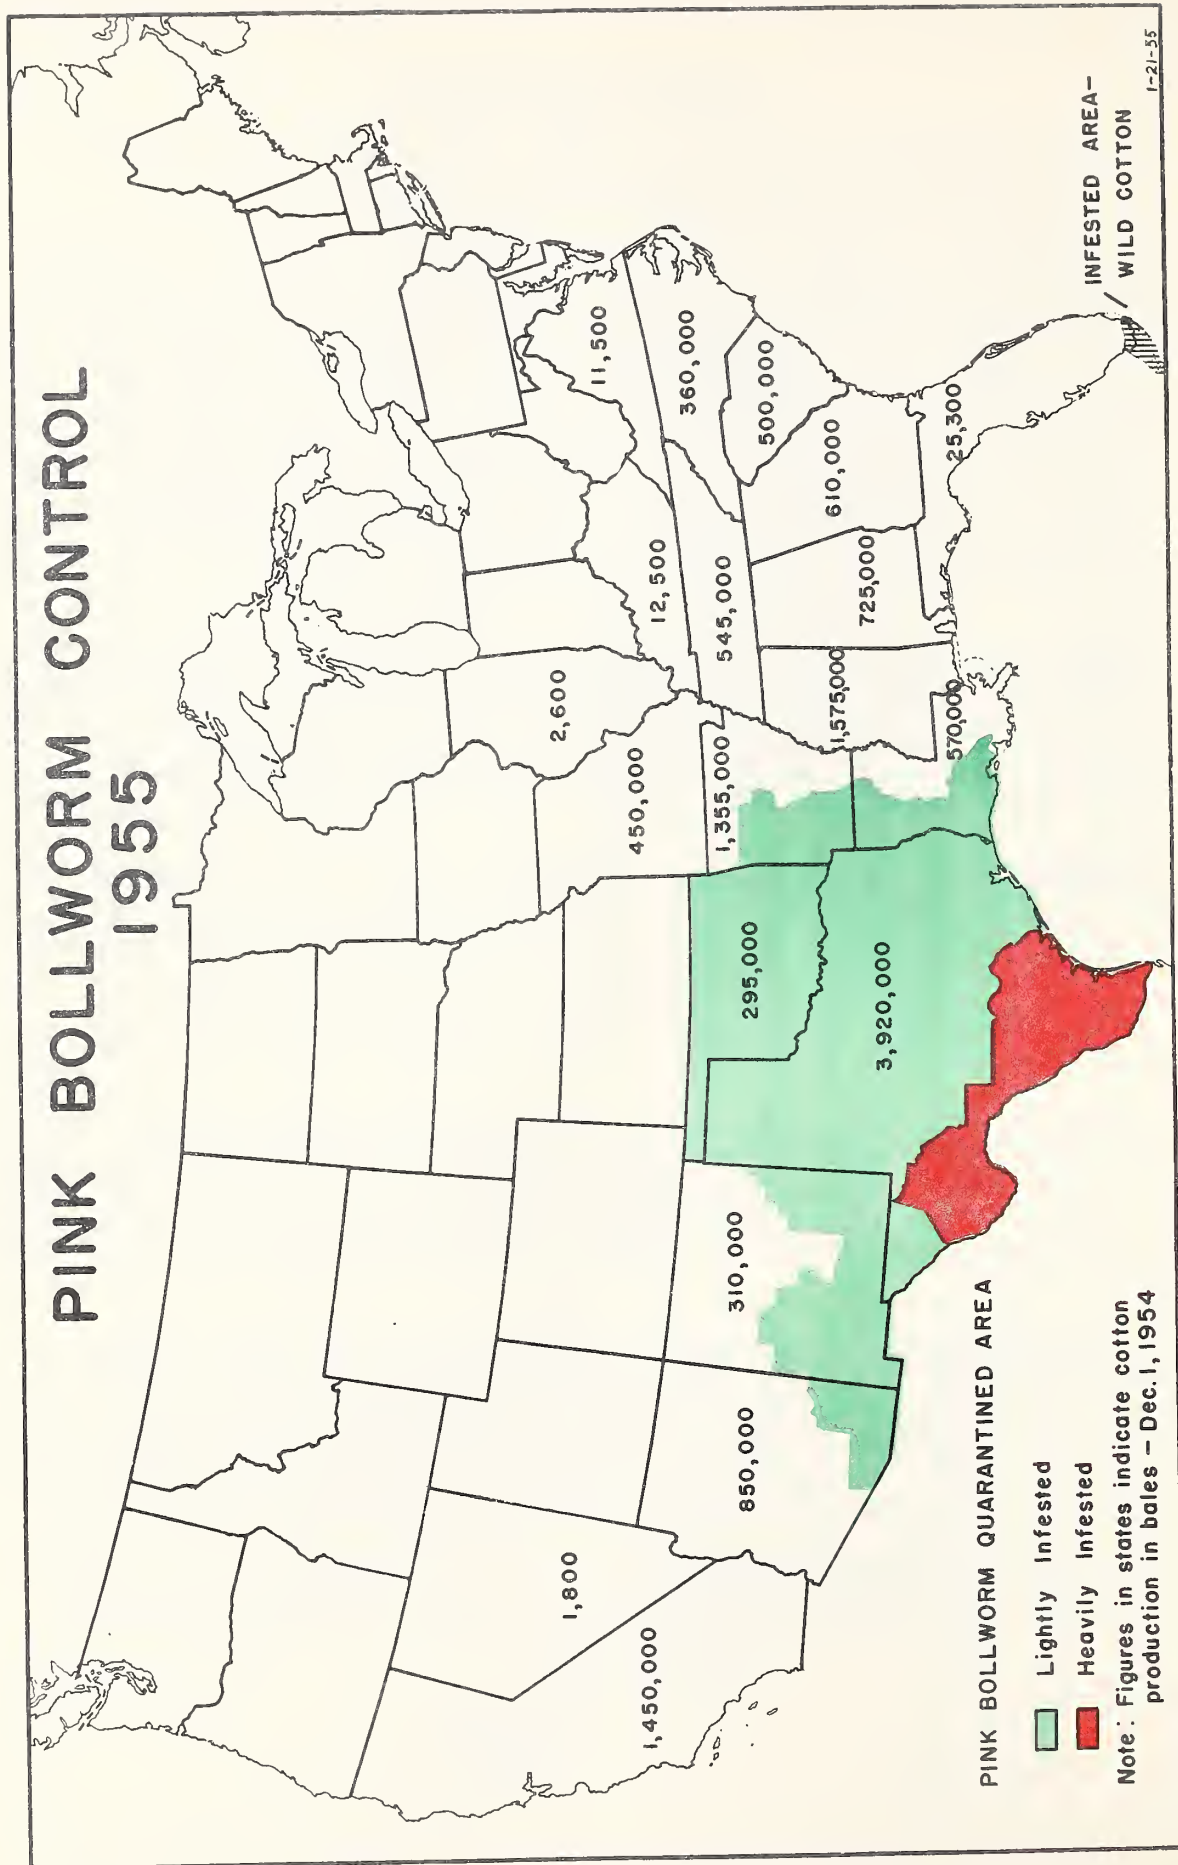 PINK BOLLWORM CONTROL
1955
1,800
1,450,000
850,000
310,000
295,000
3,920,000
2,600
450,000
1,355,000
12,500
545,000
1,575,000
570,000
725,000
11,500
360,000
500,000
610,000
25,300
INFESTED AREA–
WILD COTTON
PINK BOLLWORM QUARANTINED AREA
Lightly Infested
Heavily Infested
Note: Figures in states indicate cotton
production in bales – Dec. 1, 1954
1-21-55